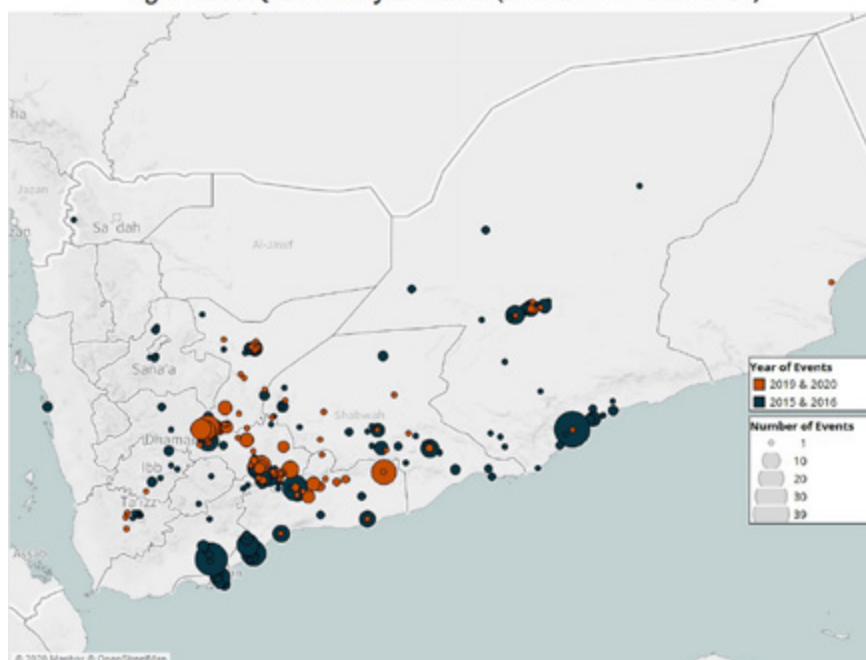 Jazan
Sa'dah
Al-Jawf
Sana'a
Shabwah
Dhamar
Ibb
Ta'izz
Assab
Year of Events
2019 & 2020
2015 & 2016
Number of Events
1
10
20
30
39
© 2020 Mapbox © OpenStreetMap